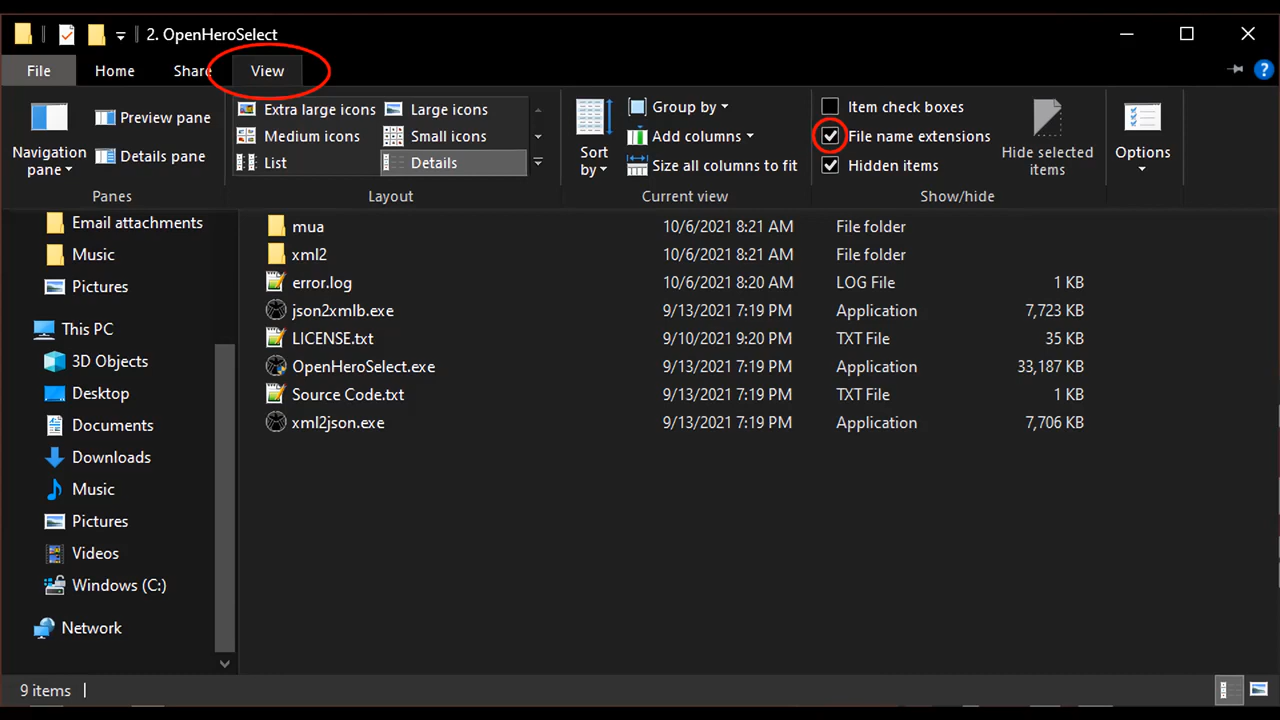 2. OpenHeroSelect
File Home Share View
Navigation pane
Preview pane
Details pane
Panes
Extra large icons Large icons
Medium icons Small icons
List Details
Layout
Sort by
Group by
Add columns
Size all columns to fit
Current view
Item check boxes
File name extensions
Hidden items
Hide selected items
Show/hide
Options
Email attachments
Music
Pictures
This PC
3D Objects
Desktop
Documents
Downloads
Music
Pictures
Videos
Windows (C:)
Network
mua 10/6/2021 8:21 AM File folder
xml2 10/6/2021 8:21 AM File folder
error.log 10/6/2021 8:20 AM LOG File 1 KB
json2xmlb.exe 9/13/2021 7:19 PM Application 7,723 KB
LICENSE.txt 9/10/2021 9:20 PM TXT File 35 KB
OpenHeroSelect.exe 9/13/2021 7:19 PM Application 33,187 KB
Source Code.txt 9/13/2021 7:19 PM TXT File 1 KB
xml2json.exe 9/13/2021 7:19 PM Application 7,706 KB
9 items